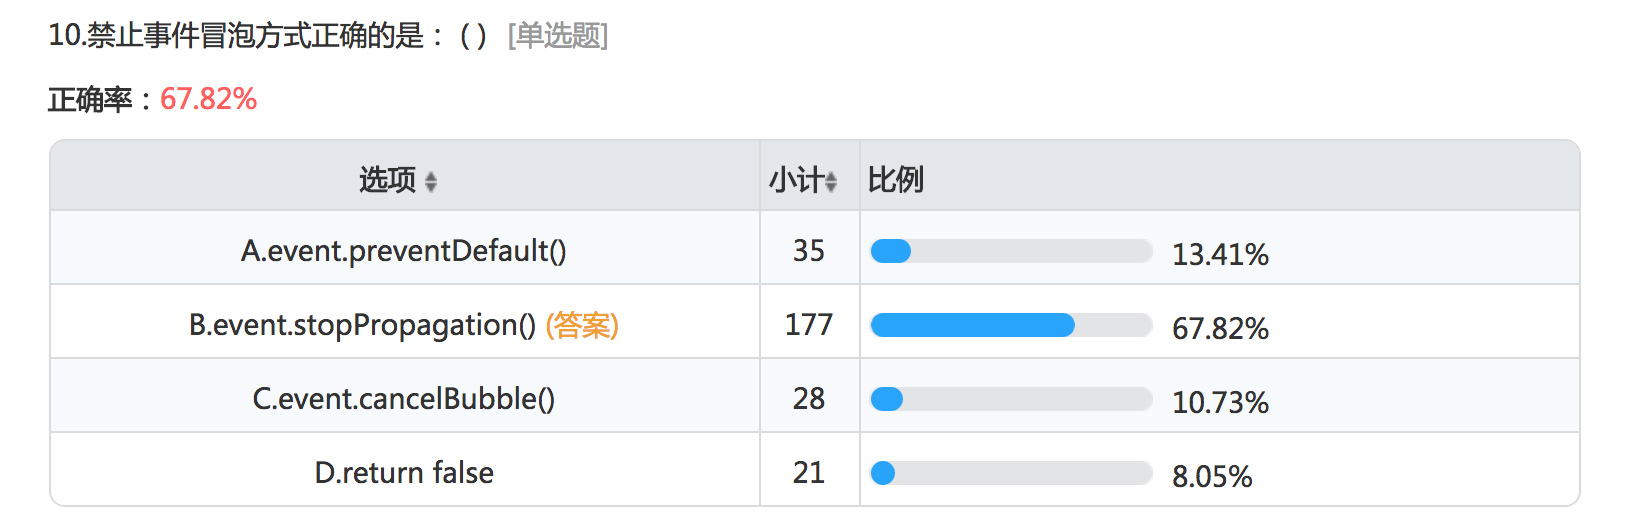 10.禁止事件冒泡方式正确的是：( ) [单选题]
正确率：67.82%
选项 小计 比例
A.event.preventDefault() 35 13.41%
B.event.stopPropagation() (答案) 177 67.82%
C.event.cancelBubble() 28 10.73%
D.return false 21 8.05%